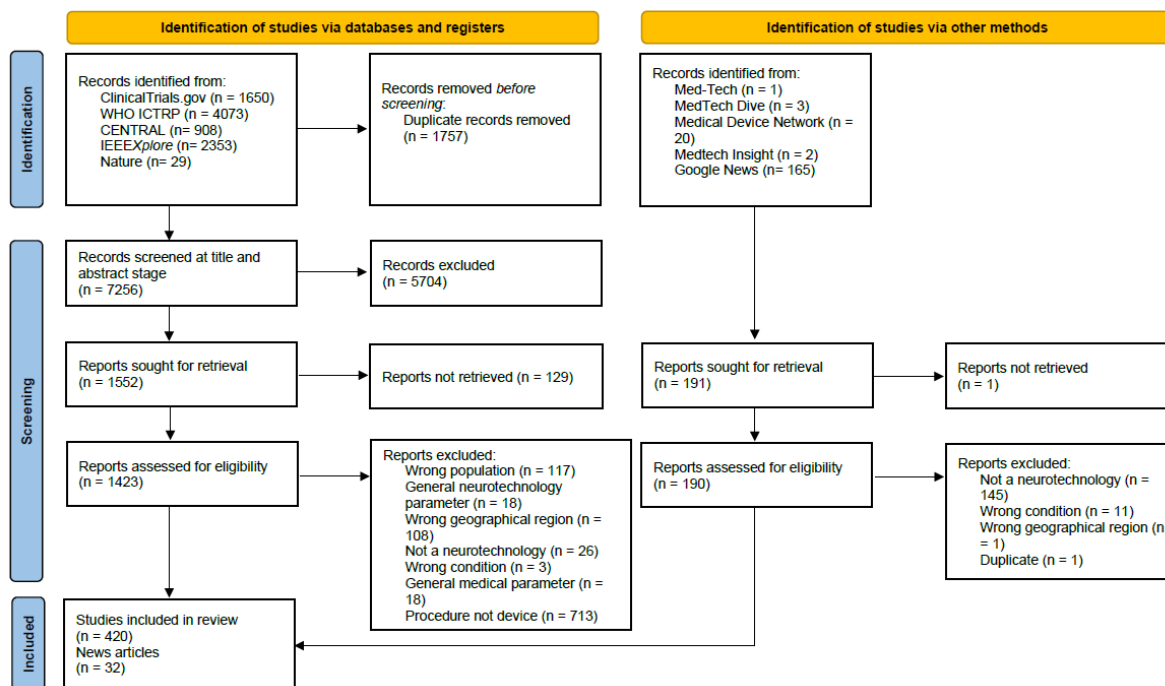 Identification of studies via databases and registers
Identification of studies via other methods
Identification
Records identified from:
ClinicalTrials.gov (n = 1650)
WHO ICTRP (n = 4073)
CENTRAL (n= 908)
IEEEXplore (n= 2353)
Nature (n= 29)
Records removed before
screening:
Duplicate records removed
(n = 1757)
Records identified from:
Med-Tech (n = 1)
MedTech Dive (n = 3)
Medical Device Network (n =
20)
Medtech Insight (n = 2)
Google News (n= 165)
Screening
Records screened at title and
abstract stage
(n = 7256)
Records excluded
(n = 5704)
Reports sought for retrieval
(n = 1552)
Reports not retrieved (n = 129)
Reports sought for retrieval
(n = 191)
Reports not retrieved
(n = 1)
Reports assessed for eligibility
(n = 1423)
Reports excluded:
Wrong population (n = 117)
General neurotechnology
parameter (n = 18)
Wrong geographical region (n =
108)
Not a neurotechnology (n = 26)
Wrong condition (n = 3)
General medical parameter (n =
18)
Procedure not device (n = 713)
Reports assessed for eligibility
(n = 190)
Reports excluded:
Not a neurotechnology (n =
145)
Wrong condition (n = 11)
Wrong geographical region (n
= 1)
Duplicate (n = 1)
Included
Studies included in review
(n = 420)
News articles
(n = 32)